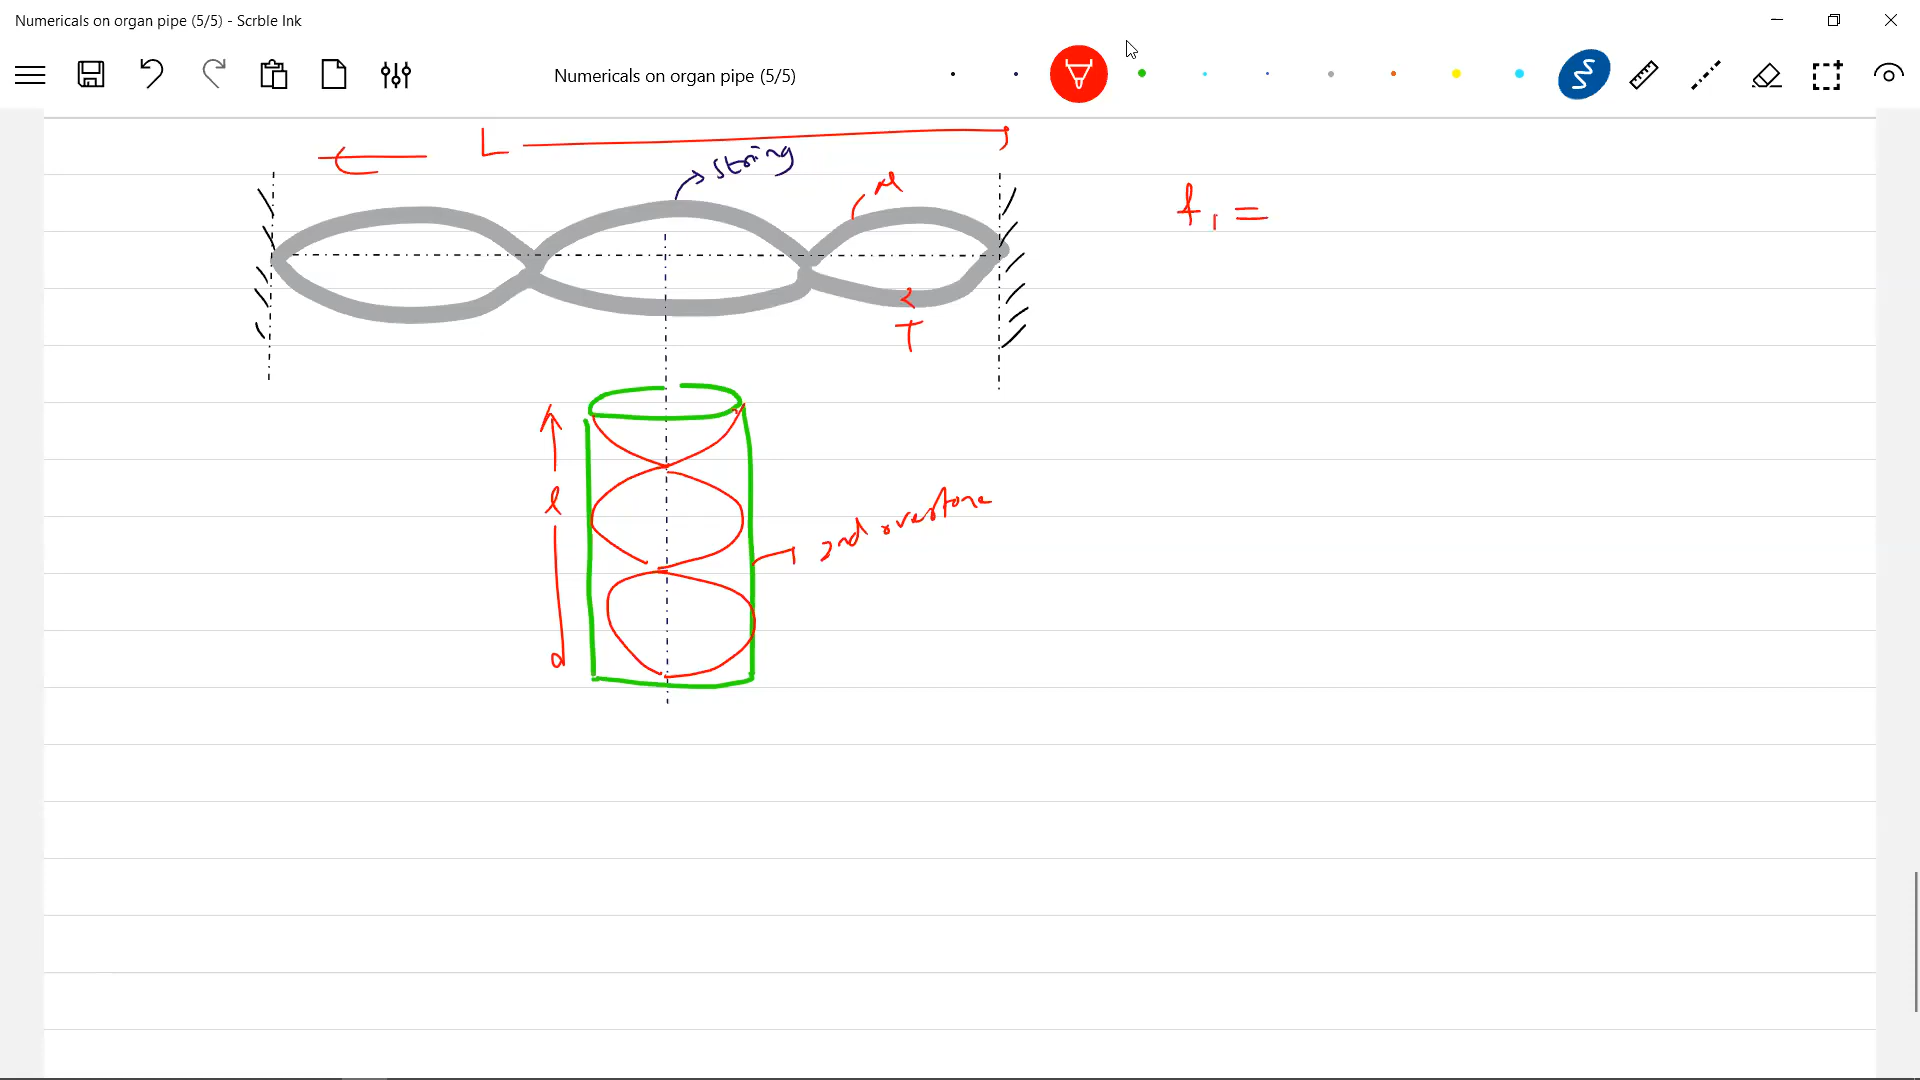 Numericals on organ pipe (5/5) - Scrble Ink
Numericals on organ pipe (5/5)
L
string
μ
f₁ =
T
l
2nd overtone